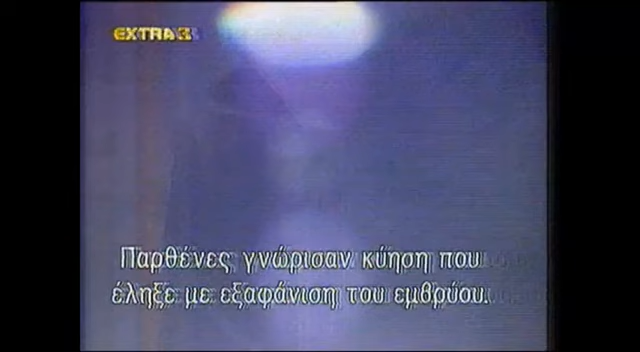 EXTRA3
Παρθένες γνώρισαν κύηση που
έληξε με εξαφάνιση του εμβρύου.